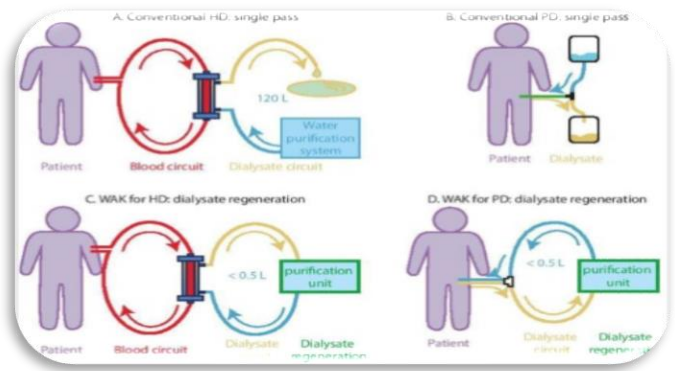 A. Conventional HD: single pass
B. Conventional PD: single pass
120 L
Water
purification
system
Patient
Blood circuit
Dialysate circuit
Patient
Dialysate
C. WAK for HD: dialysate regeneration
D. WAK for PD: dialysate regeneration
< 0.5 L
purification
unit
< 0.5 L
purification
unit
Patient
Blood circuit
Dialysate
Dialysate
regeneration
Patient
Dialysate
circuit
Dialysate